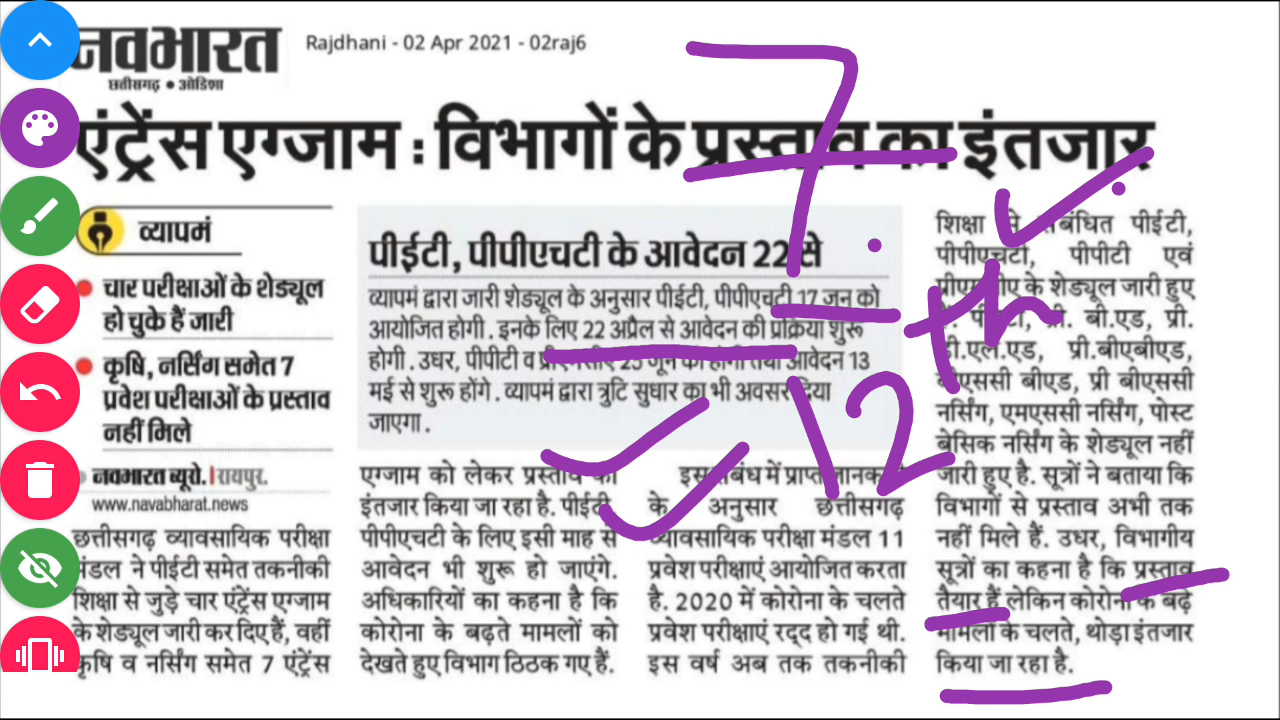 नवभारत
छत्तीसगढ़ • ओडिशा
Rajdhani - 02 Apr 2021 - 02raj6
एंट्रेंस एग्जाम : विभागों के प्रस्ताव का इंतजार
व्यापमं
चार परीक्षाओं के शेड्यूल
हो चुके हैं जारी
कृषि, नर्सिंग समेत 7
प्रवेश परीक्षाओं के प्रस्ताव
नहीं मिले
नवभारत ब्यूरो. | रायपुर.
www.navabharat.news
छत्तीसगढ़ व्यावसायिक परीक्षा
मंडल ने पीईटी समेत तकनीकी
शिक्षा से जुड़े चार एंट्रेंस एग्जाम
के शेड्यूल जारी कर दिए हैं, वहीं
कृषि व नर्सिंग समेत 7 एंट्रेंस
पीईटी, पीपीएचटी के आवेदन 22 से
व्यापमं द्वारा जारी शेड्यूल के अनुसार पीईटी, पीपीएचटी 17 जून को
आयोजित होगी . इनके लिए 22 अप्रैल से आवेदन की प्रक्रिया शुरू
होगी . उधर, पीपीटी व आवेदन 13
मई से शुरू होंगे . व्यापमं द्वारा त्रुटि सुधार का भी अवसर दिया
जाएगा .
एग्जाम को लेकर प्रस्ताव का
इंतजार किया जा रहा है. पीईटी,
पीपीएचटी के लिए इसी माह से
आवेदन भी शुरू हो जाएंगे.
अधिकारियों का कहना है कि
कोरोना के बढ़ते मामलों को
देखते हुए विभाग ठिठक गए हैं.
इस संबंध में प्राप्त जानकारी
के अनुसार छत्तीसगढ़
व्यावसायिक परीक्षा मंडल 11
प्रवेश परीक्षाएं आयोजित करता
है. 2020 में कोरोना के चलते
प्रवेश परीक्षाएं रद्द हो गई थी.
इस वर्ष अब तक तकनीकी
शिक्षा से संबंधित पीईटी,
पीपीएचटी, पीपीटी एवं
के शेड्यूल जारी हुए
बी.एड, प्री.
डी.एल.एड, प्री.बीएबीएड,
बीएससी बीएड, प्री बीएससी
नर्सिंग, एमएससी नर्सिंग, पोस्ट
बेसिक नर्सिंग के शेड्यूल नहीं
जारी हुए है. सूत्रों ने बताया कि
विभागों से प्रस्ताव अभी तक
नहीं मिले हैं. उधर, विभागीय
सूत्रों का कहना है कि प्रस्ताव
तैयार हैं लेकिन कोरोना के बढ़े
मामलों के चलते, थोड़ा इंतजार
किया जा रहा है.
7
12th